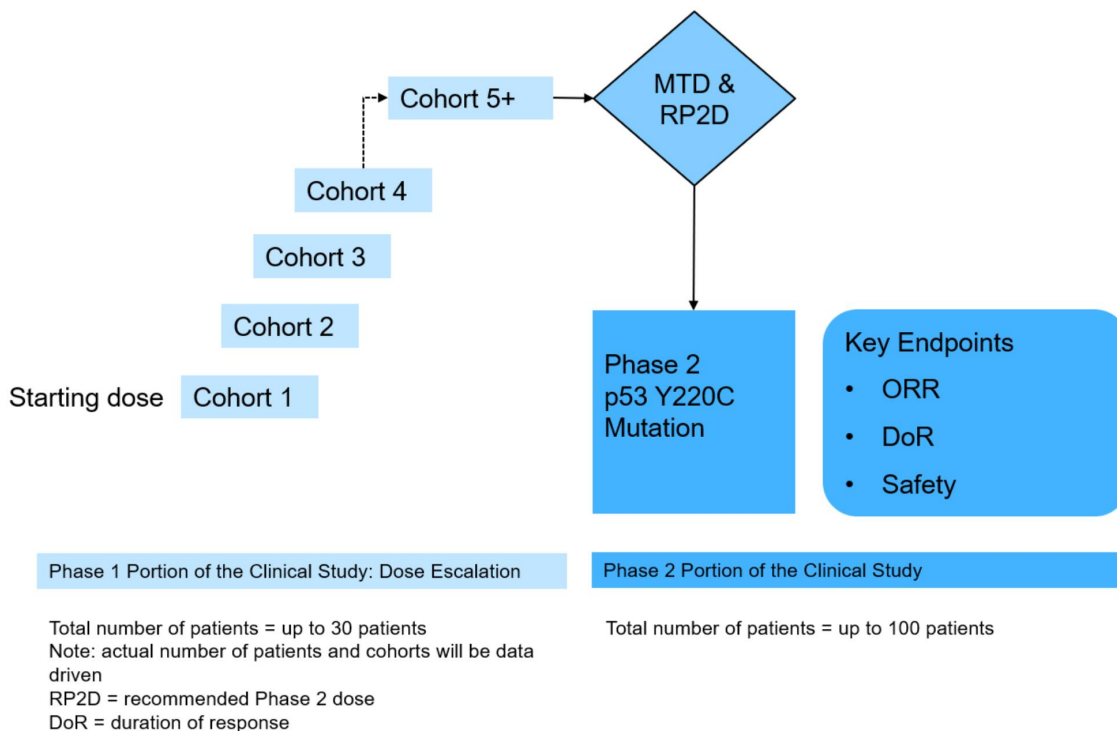 MTD &
RP2D
Cohort 5+
Cohort 4
Cohort 3
Cohort 2
Starting dose
Cohort 1
Phase 2
p53 Y220C
Mutation
Key Endpoints
• ORR
• DoR
• Safety
Phase 1 Portion of the Clinical Study: Dose Escalation
Total number of patients = up to 30 patients
Note: actual number of patients and cohorts will be data
driven
RP2D = recommended Phase 2 dose
DoR = duration of response
Phase 2 Portion of the Clinical Study
Total number of patients = up to 100 patients